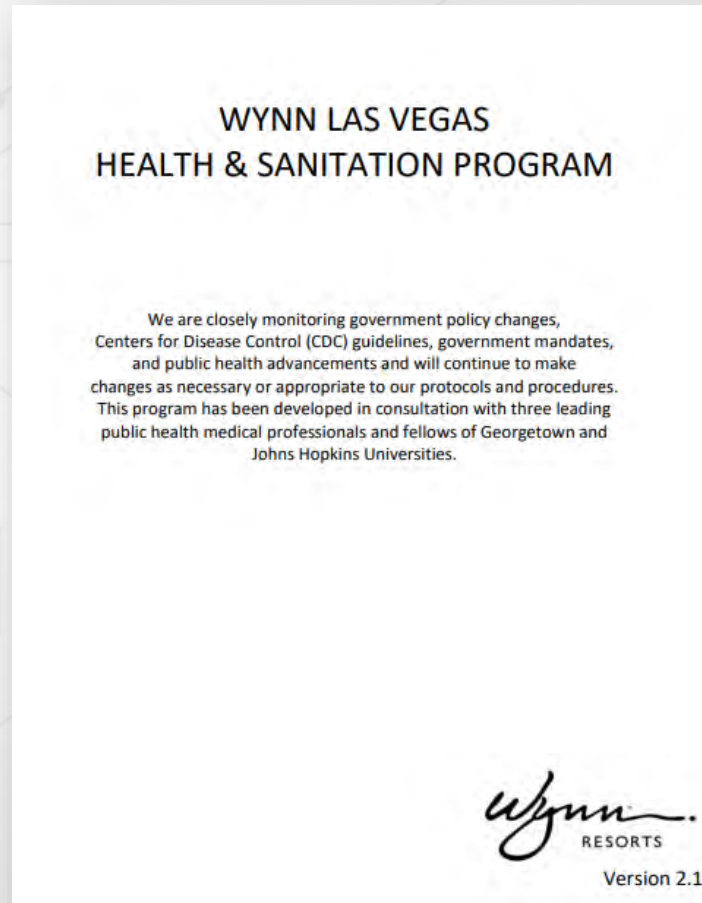 WYNN LAS VEGAS
HEALTH & SANITATION PROGRAM
We are closely monitoring government policy changes,
Centers for Disease Control (CDC) guidelines, government mandates,
and public health advancements and will continue to make
changes as necessary or appropriate to our protocols and procedures.
This program has been developed in consultation with three leading
public health medical professionals and fellows of Georgetown and
Johns Hopkins Universities.
Wynn.
RESORTS
Version 2.1